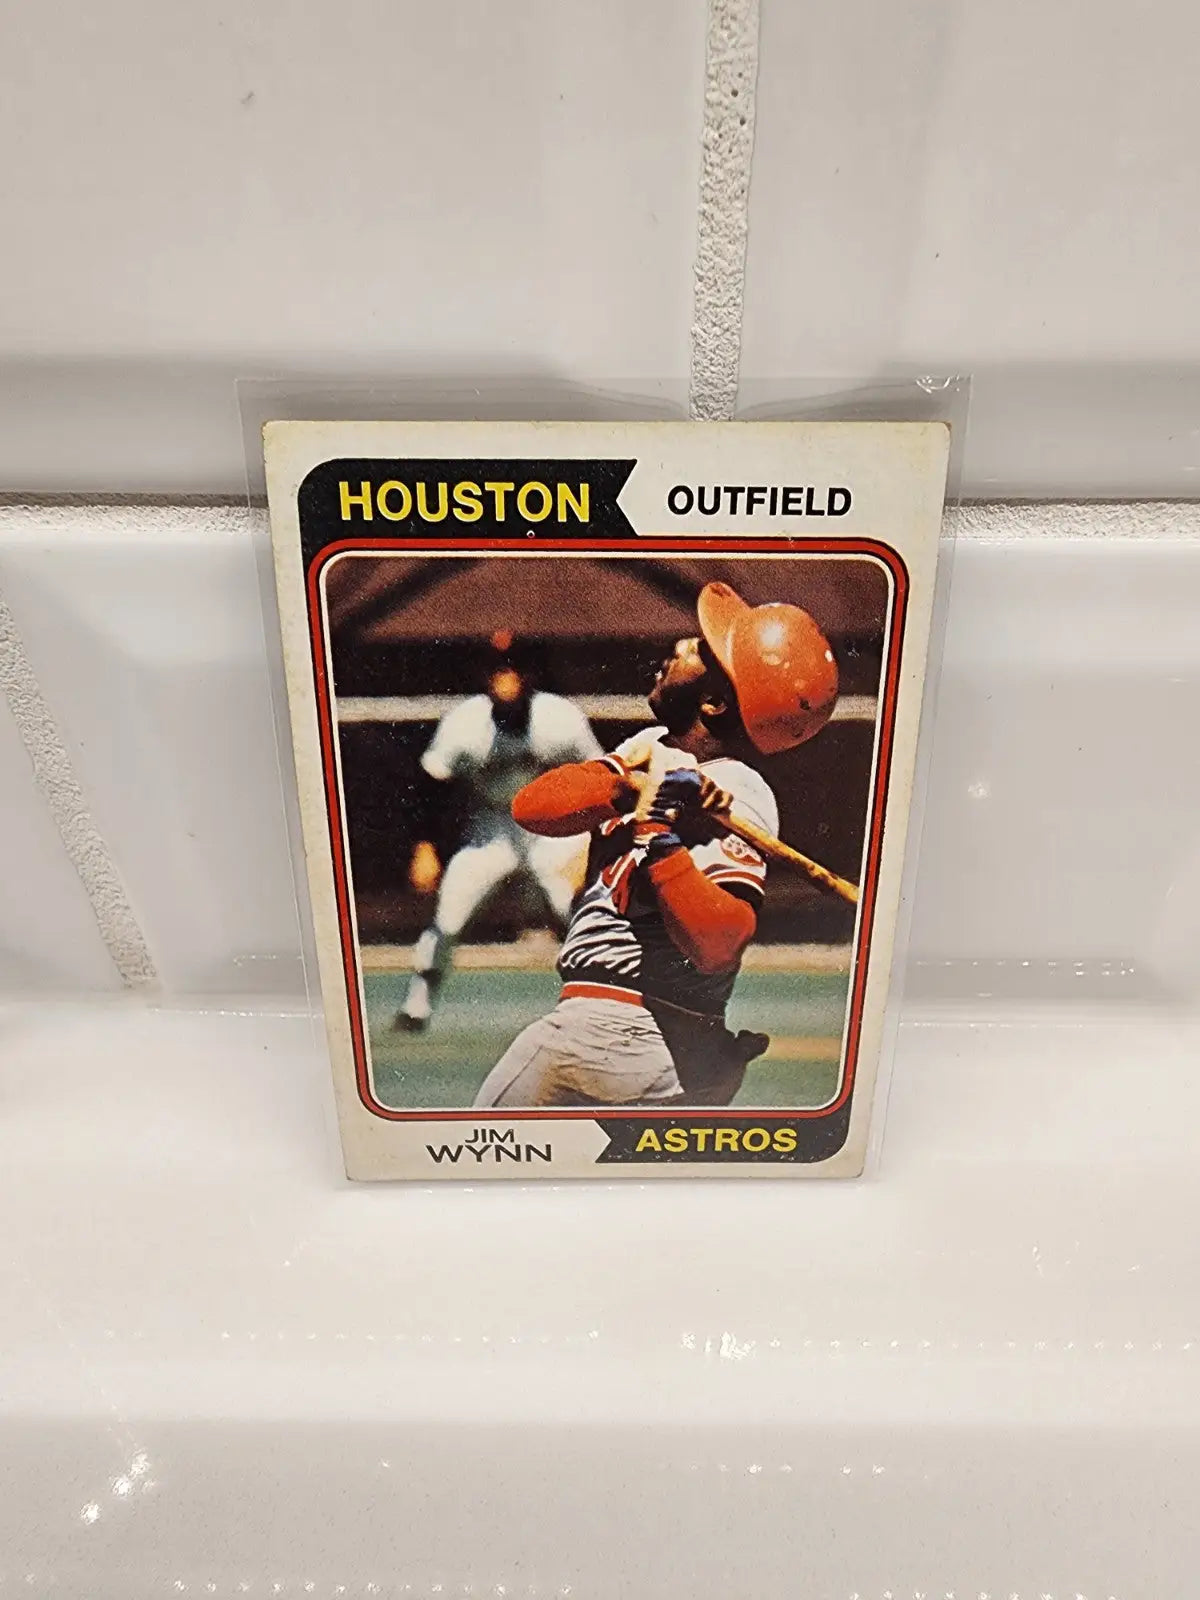 HOUSTON
OUTFIELD
JIM
WYNN
ASTROS